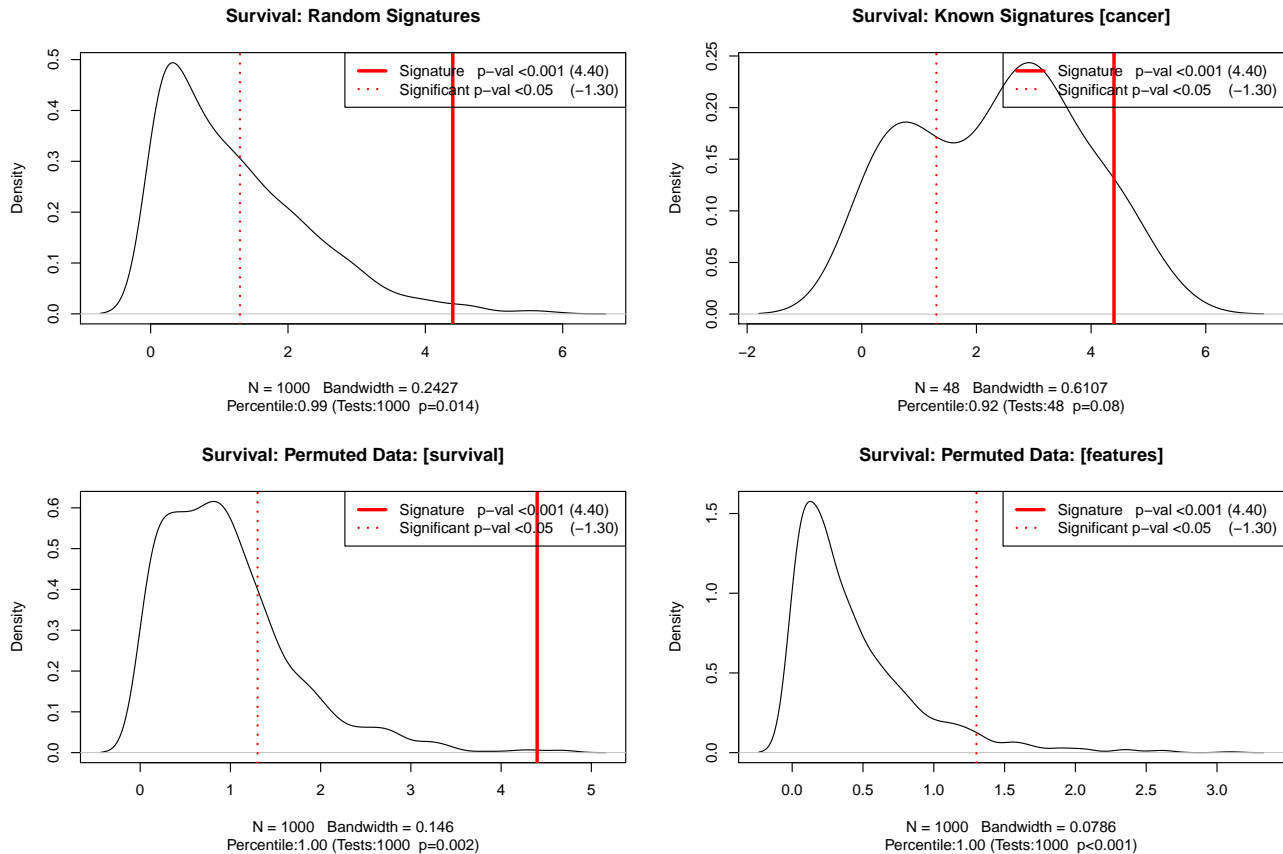 Survival: Random Signatures
Signature p−val <0.001 (4.40)
Significant p−val <0.05 (−1.30)
Density
0.0 0.1 0.2 0.3 0.4 0.5
0 2 4 6
N = 1000 Bandwidth = 0.2427
Percentile:0.99 (Tests:1000 p=0.014)
Survival: Known Signatures [cancer]
Signature p−val <0.001 (4.40)
Significant p−val <0.05 (−1.30)
Density
0.00 0.05 0.10 0.15 0.20 0.25
−2 0 2 4 6
N = 48 Bandwidth = 0.6107
Percentile:0.92 (Tests:48 p=0.08)
Survival: Permuted Data: [survival]
Signature p−val <0.001 (4.40)
Significant p−val <0.05 (−1.30)
Density
0.0 0.1 0.2 0.3 0.4 0.5 0.6
0 1 2 3 4 5
N = 1000 Bandwidth = 0.146
Percentile:1.00 (Tests:1000 p=0.002)
Survival: Permuted Data: [features]
Signature p−val <0.001 (4.40)
Significant p−val <0.05 (−1.30)
Density
0.0 0.5 1.0 1.5
0.0 0.5 1.0 1.5 2.0 2.5 3.0
N = 1000 Bandwidth = 0.0786
Percentile:1.00 (Tests:1000 p<0.001)